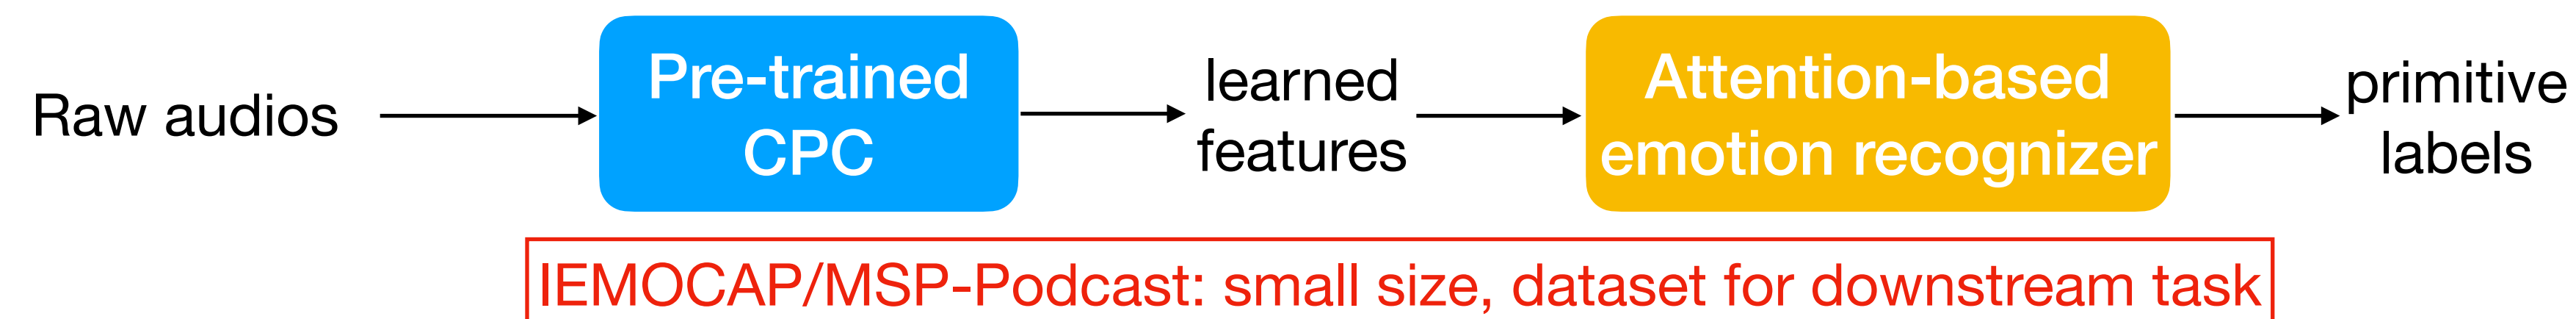 Raw audios
Pre-trained
CPC
learned
features
Attention-based
emotion recognizer
primitive
labels
IEMOCAP/MSP-Podcast: small size, dataset for downstream task